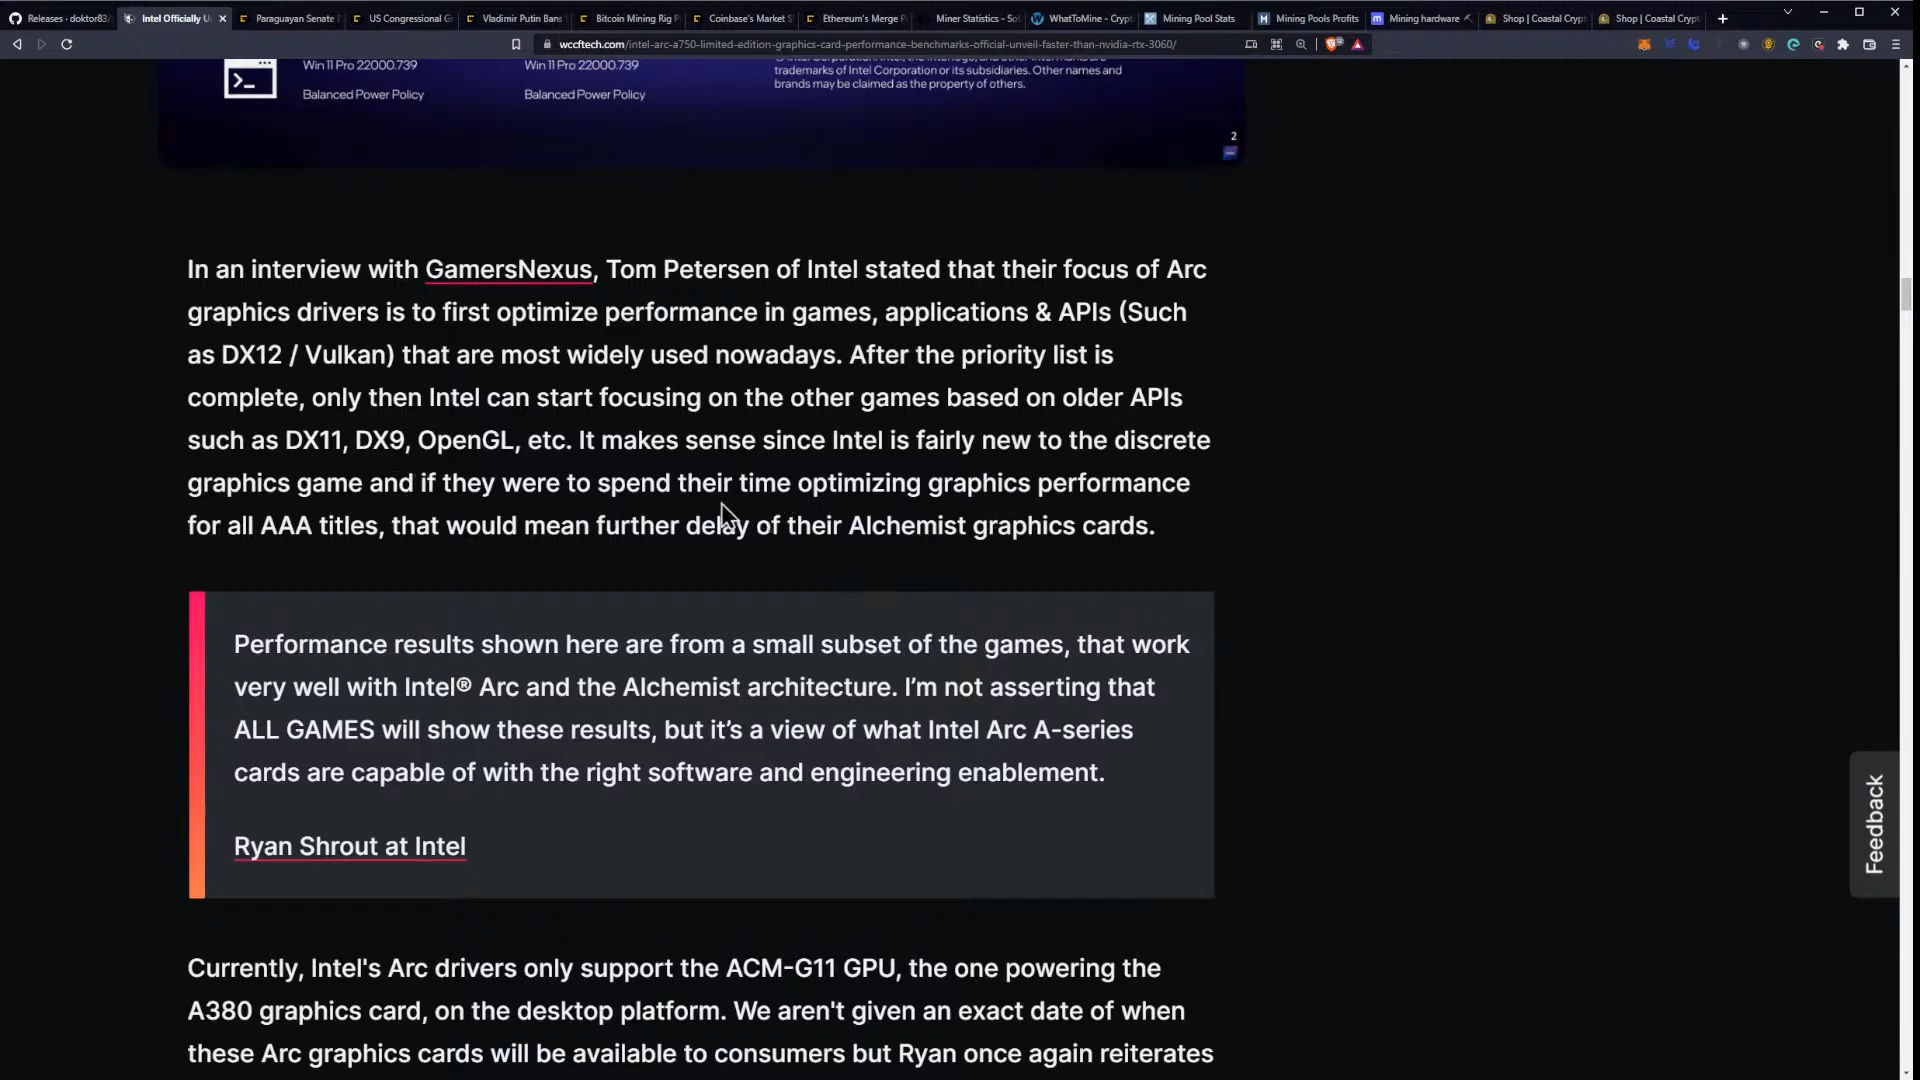 Releases · doktor83/
Intel Officially U
Paraguayan Senate
US Congressional G
Vladimir Putin Bans
Bitcoin Mining Rig P
Coinbase's Market S
Ethereum's Merge P
Miner Statistics - So
WhatToMine - Crypt
Mining Pool Stats
Mining Pools Profits
Mining hardware
Shop | Coastal Crypt
Shop | Coastal Crypt
wccftech.com/intel-arc-a750-limited-edition-graphics-card-performance-benchmarks-official-unveil-faster-than-nvidia-rtx-3060/
Win 11 Pro 22000.739
Win 11 Pro 22000.739
Balanced Power Policy
Balanced Power Policy
trademarks of Intel Corporation or its subsidiaries. Other names and
brands may be claimed as the property of others.
2
In an interview with GamersNexus, Tom Petersen of Intel stated that their focus of Arc
graphics drivers is to first optimize performance in games, applications & APIs (Such
as DX12 / Vulkan) that are most widely used nowadays. After the priority list is
complete, only then Intel can start focusing on the other games based on older APIs
such as DX11, DX9, OpenGL, etc. It makes sense since Intel is fairly new to the discrete
graphics game and if they were to spend their time optimizing graphics performance
for all AAA titles, that would mean further delay of their Alchemist graphics cards.
Performance results shown here are from a small subset of the games, that work
very well with Intel® Arc and the Alchemist architecture. I'm not asserting that
ALL GAMES will show these results, but it's a view of what Intel Arc A-series
cards are capable of with the right software and engineering enablement.
Ryan Shrout at Intel
Feedback
Currently, Intel's Arc drivers only support the ACM-G11 GPU, the one powering the
A380 graphics card, on the desktop platform. We aren't given an exact date of when
these Arc graphics cards will be available to consumers but Ryan once again reiterates